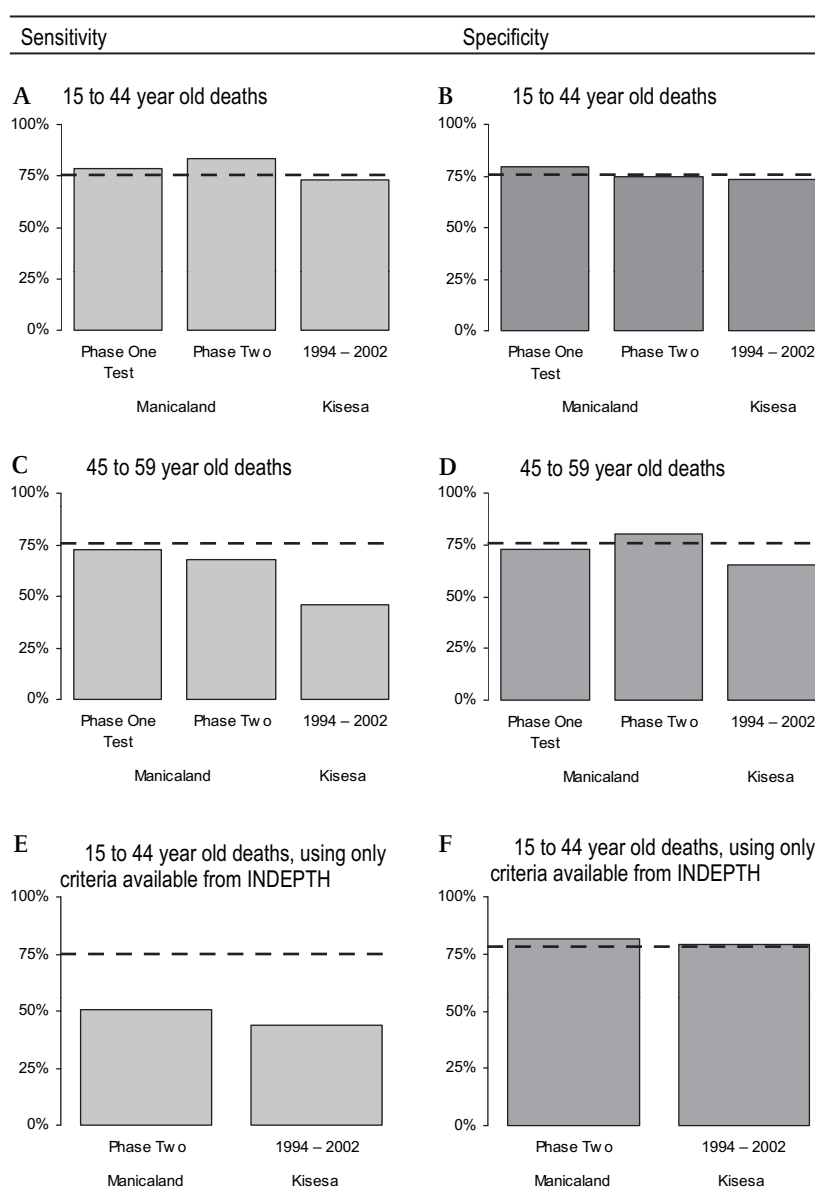 Sensitivity
Specificity
A 15 to 44 year old deaths
100%
75%
50%
25%
0%
Phase One
Test
Phase Two
1994 – 2002
Manicaland
Kisesa
B 15 to 44 year old deaths
100%
75%
50%
25%
0%
Phase One
Test
Phase Two
1994 – 2002
Manicaland
Kisesa
C 45 to 59 year old deaths
100%
75%
50%
25%
0%
Phase One
Test
Phase Two
1994 – 2002
Manicaland
Kisesa
D 45 to 59 year old deaths
100%
75%
50%
25%
0%
Phase One
Test
Phase Two
1994 – 2002
Manicaland
Kisesa
E 15 to 44 year old deaths, using only
criteria available from INDEPTH
100%
75%
50%
25%
0%
Phase Two
1994 – 2002
Manicaland
Kisesa
F 15 to 44 year old deaths, using only
criteria available from INDEPTH
100%
75%
50%
25%
0%
Phase Two
1994 – 2002
Manicaland
Kisesa